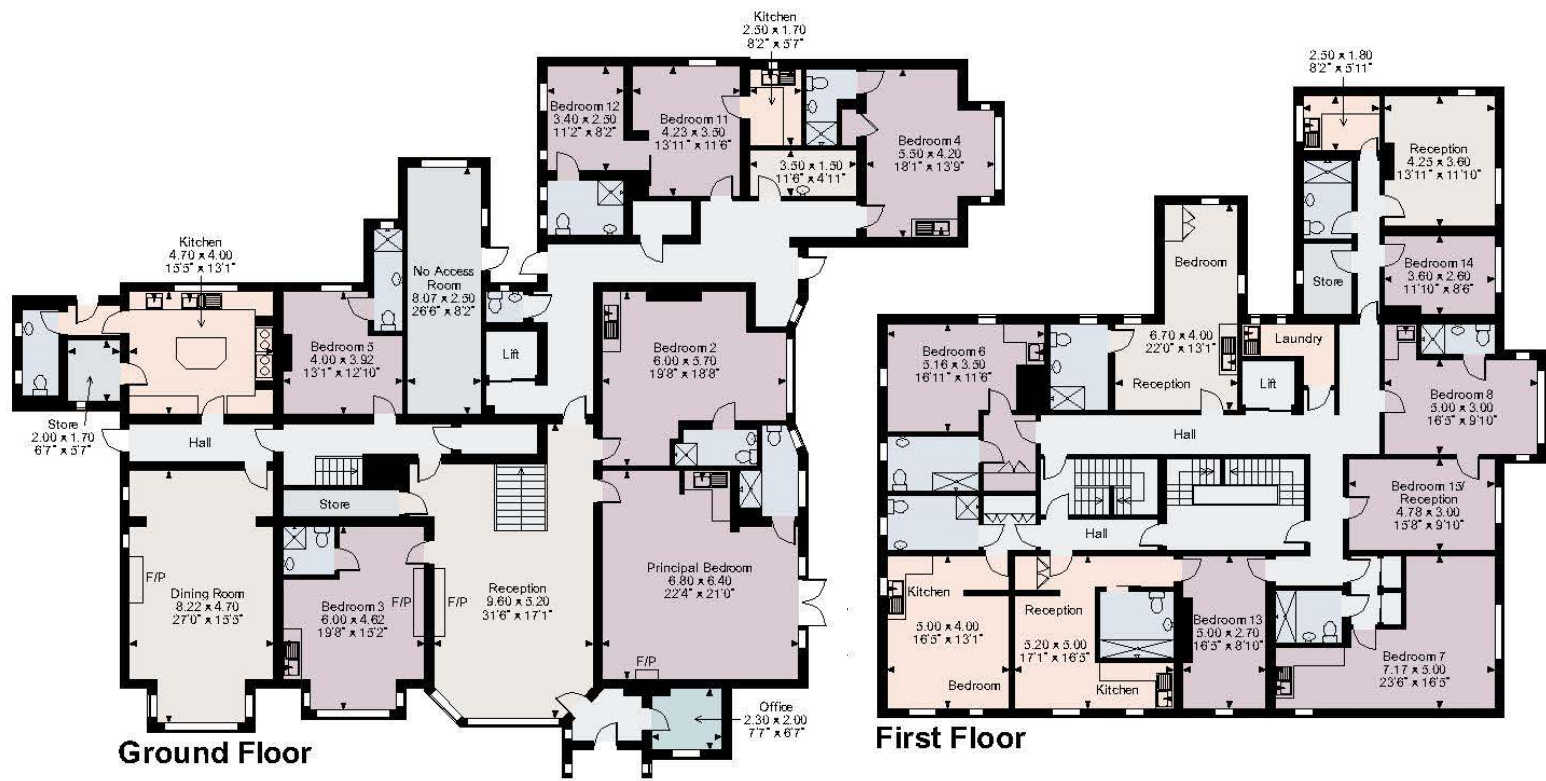 Kitchen
2.50 x 1.70
8'2" x 5'7"
Bedroom 12
3.40 x 2.50
11'2" x 8'2"
Bedroom 11
4.23 x 3.50
13'11" x 11'6"
Bedroom 4
5.50 x 4.20
18'1" x 13'9"
3.50 x 1.50
11'6" x 4'11"
Kitchen
4.70 x 4.00
15'5" x 13'1"
No Access
Room
8.07 x 2.50
26'6" x 8'2"
Bedroom 5
4.00 x 3.92
13'1" x 12'10"
Lift
Bedroom 2
6.00 x 5.70
19'8" x 18'8"
Store
2.00 x 1.70
6'7" x 5'7"
Hall
Store
F/P
Dining Room
8.22 x 4.70
27'0" x 15'5"
Bedroom 3
6.00 x 4.62
19'8" x 15'2"
F/P
F/P
Reception
9.60 x 5.20
31'6" x 17'1"
Principal Bedroom
6.80 x 6.40
22'4" x 21'0"
F/P
Office
2.30 x 2.00
7'7" x 6'7"
Ground Floor
2.50 x 1.80
8'2" x 5'11"
Reception
4.25 x 3.60
13'11" x 11'10"
Bedroom
Store
Bedroom 14
3.60 x 2.60
11'10" x 8'6"
6.70 x 4.00
22'0" x 13'1"
Reception
Laundry
Lift
Bedroom 6
5.16 x 3.50
16'11" x 11'6"
Bedroom 8
5.00 x 3.00
16'5" x 9'10"
Hall
Bedroom 15/
Reception
4.78 x 3.00
15'8" x 9'10"
Hall
Kitchen
5.00 x 4.00
16'5" x 13'1"
Bedroom
Reception
5.20 x 5.00
17'1" x 16'5"
Kitchen
Bedroom 13
5.00 x 2.70
16'5" x 8'10"
Bedroom 7
7.17 x 5.00
23'6" x 16'5"
First Floor